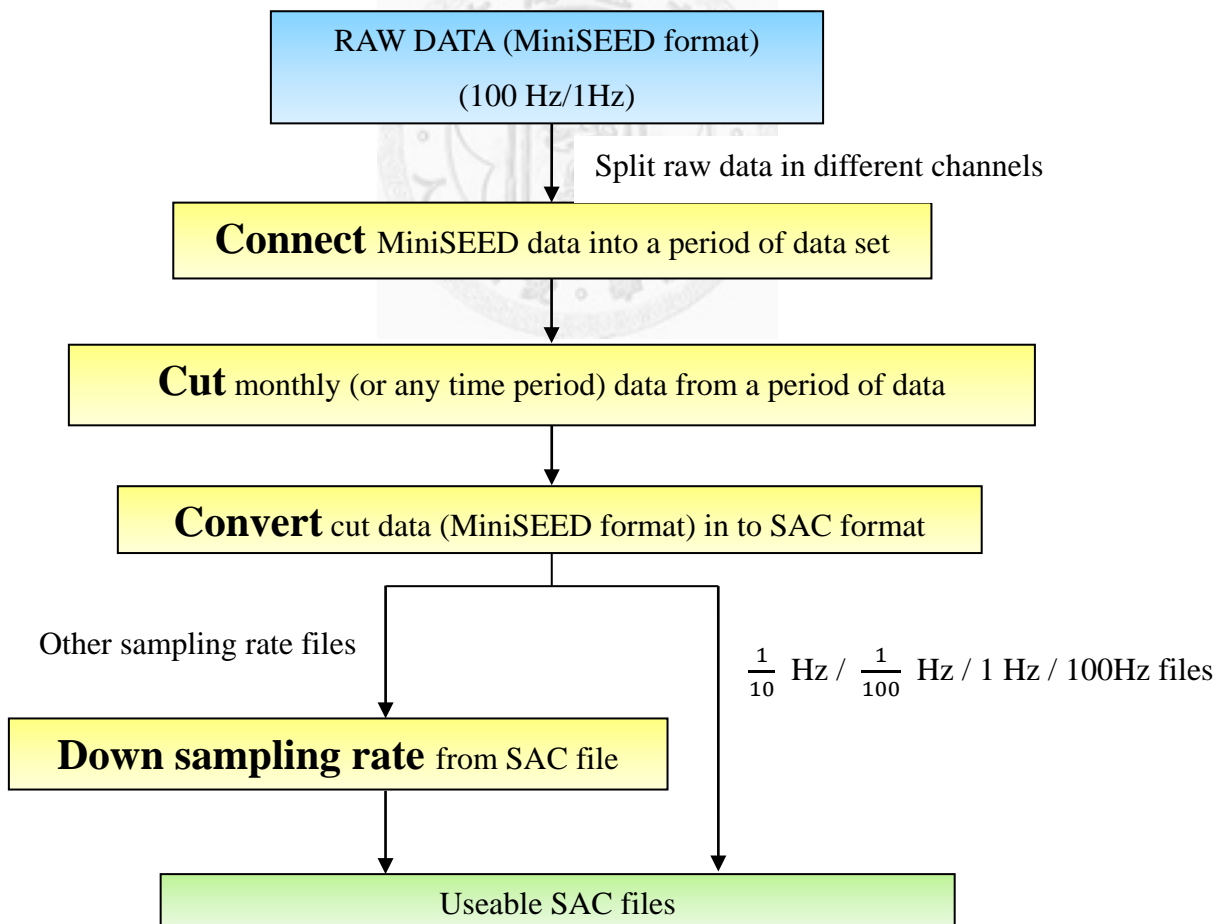 RAW DATA (MiniSEED format)
(100 Hz/1Hz)
Split raw data in different channels
Connect MiniSEED data into a period of data set
Cut monthly (or any time period) data from a period of data
Convert cut data (MiniSEED format) in to SAC format
Other sampling rate files
1/10 Hz / 1/100 Hz / 1 Hz / 100Hz files
Down sampling rate from SAC file
Useable SAC files